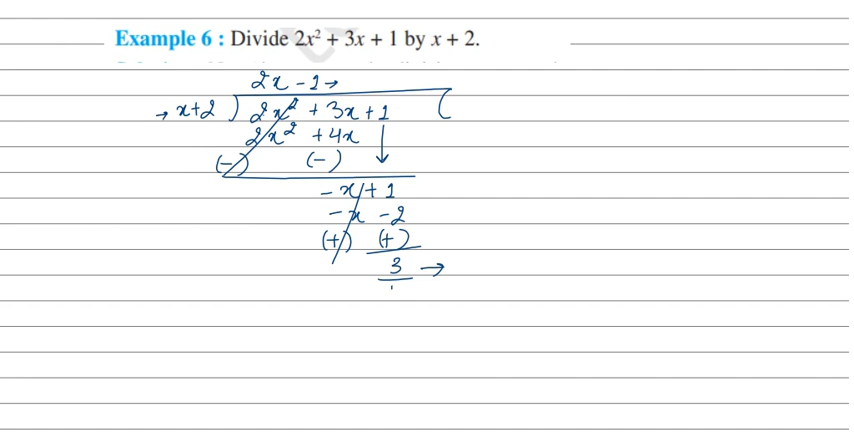 Example 6 : Divide 2x² + 3x + 1 by x + 2.
2x - 1 →
→ x+2 ) 2x² + 3x + 1 (
2x² + 4x
(-) (-)
-x + 1
-x - 2
(+) (+)
3 →